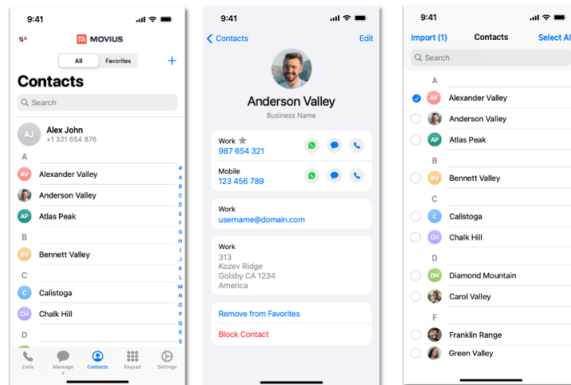 9:41
MOVIUS
All
Favorites
+
Contacts
Search
AJ
Alex John
+1 321 654 876
A
AV
Alexander Valley
Anderson Valley
AP
Atlas Peak
B
BV
Bennett Valley
C
C
Calistoga
CH
Chalk Hill
D
#
A
B
C
D
E
F
G
H
I
J
K
L
M
N
O
P
Q
R
S
Calls
Message
s
Contacts
Keypad
Settings
9:41
Contacts
Edit
Anderson Valley
Business Name
Work
987 654 321
Mobile
123 456 789
Work
username@domain.com
Work
313
Kozev Ridge
Golsby CA 1234
America
Remove from Favorites
Block Contact
9:41
Import (1)
Contacts
Select Al
Search
A
AV
Alexander Valley
Anderson Valley
AP
Atlas Peak
B
BV
Bennett Valley
C
C
Calistoga
CH
Chalk Hill
D
DM
Diamond Mountain
Carol Valley
F
Franklin Range
Green Valley